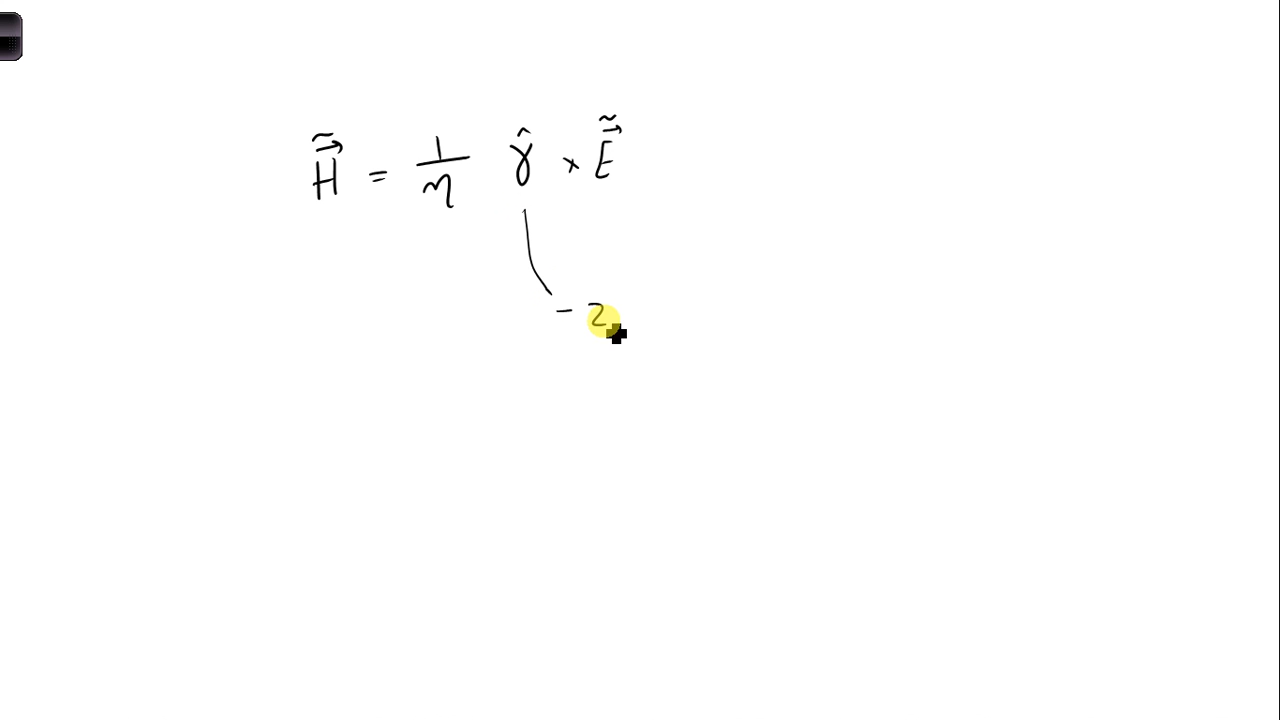 H̃⃗ = 1/η γ̂ × Ẽ⃗
- z